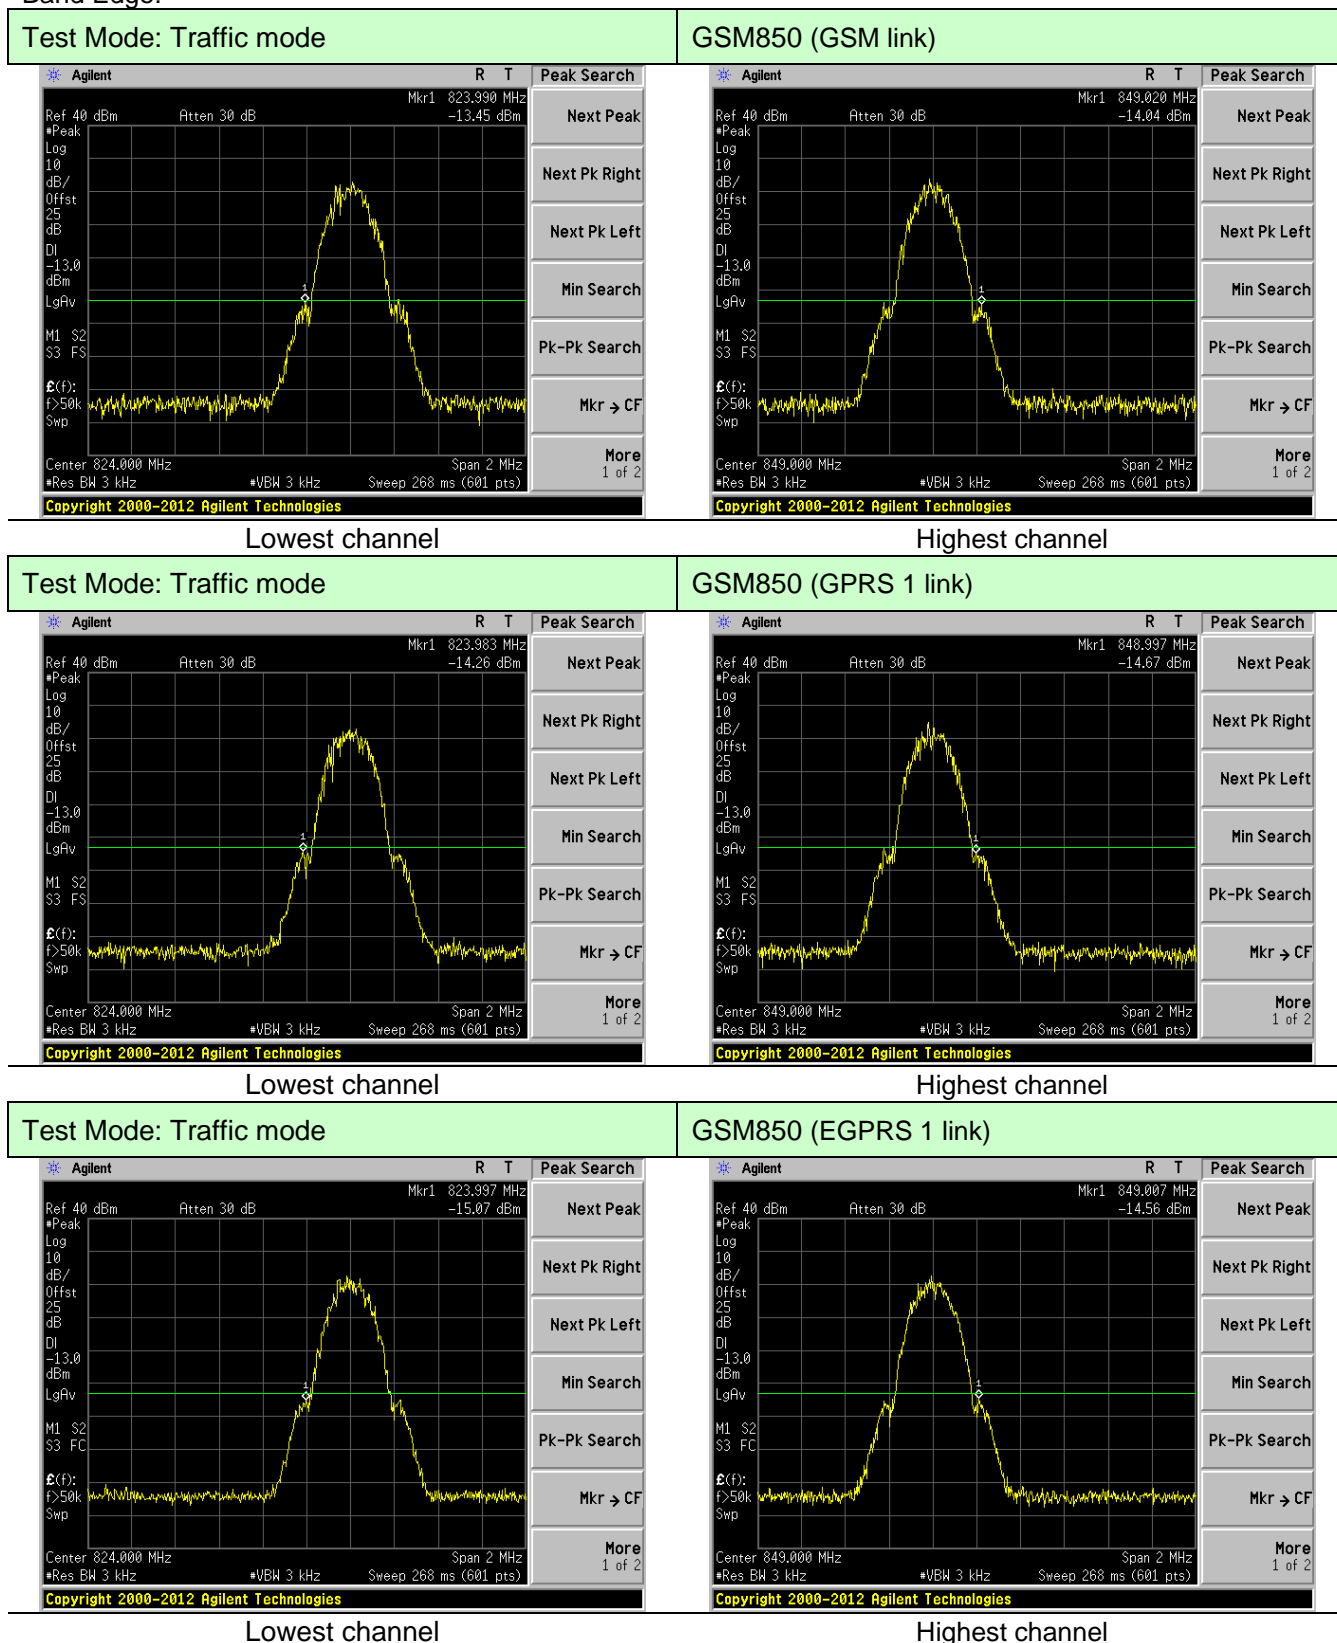 Band Edge:
Test Mode: Traffic mode GSM850 (GSM link)
Agilent R T Peak Search
Mkr1 823.990 MHz
Ref 40 dBm Atten 30 dB -13.45 dBm
#Peak
Log
10
dB/
Offst
25
dB
DI
-13.0
dBm
LgAv
M1 S2
S3 FS
£(f):
f>50k
Swp
1
Center 824.000 MHz Span 2 MHz
#Res BW 3 kHz #VBW 3 kHz Sweep 268 ms (601 pts)
Next Peak
Next Pk Right
Next Pk Left
Min Search
Pk-Pk Search
Mkr → CF
More
1 of 2
Copyright 2000-2012 Agilent Technologies
Agilent R T Peak Search
Mkr1 849.020 MHz
Ref 40 dBm Atten 30 dB -14.04 dBm
#Peak
Log
10
dB/
Offst
25
dB
DI
-13.0
dBm
LgAv
M1 S2
S3 FS
£(f):
f>50k
Swp
1
Center 849.000 MHz Span 2 MHz
#Res BW 3 kHz #VBW 3 kHz Sweep 268 ms (601 pts)
Next Peak
Next Pk Right
Next Pk Left
Min Search
Pk-Pk Search
Mkr → CF
More
1 of 2
Copyright 2000-2012 Agilent Technologies
Lowest channel Highest channel
Test Mode: Traffic mode GSM850 (GPRS 1 link)
Agilent R T Peak Search
Mkr1 823.983 MHz
Ref 40 dBm Atten 30 dB -14.26 dBm
#Peak
Log
10
dB/
Offst
25
dB
DI
-13.0
dBm
LgAv
M1 S2
S3 FS
£(f):
f>50k
Swp
1
Center 824.000 MHz Span 2 MHz
#Res BW 3 kHz #VBW 3 kHz Sweep 268 ms (601 pts)
Next Peak
Next Pk Right
Next Pk Left
Min Search
Pk-Pk Search
Mkr → CF
More
1 of 2
Copyright 2000-2012 Agilent Technologies
Agilent R T Peak Search
Mkr1 848.997 MHz
Ref 40 dBm Atten 30 dB -14.67 dBm
#Peak
Log
10
dB/
Offst
25
dB
DI
-13.0
dBm
LgAv
M1 S2
S3 FS
£(f):
f>50k
Swp
1
Center 849.000 MHz Span 2 MHz
#Res BW 3 kHz #VBW 3 kHz Sweep 268 ms (601 pts)
Next Peak
Next Pk Right
Next Pk Left
Min Search
Pk-Pk Search
Mkr → CF
More
1 of 2
Copyright 2000-2012 Agilent Technologies
Lowest channel Highest channel
Test Mode: Traffic mode GSM850 (EGPRS 1 link)
Agilent R T Peak Search
Mkr1 823.997 MHz
Ref 40 dBm Atten 30 dB -15.07 dBm
#Peak
Log
10
dB/
Offst
25
dB
DI
-13.0
dBm
LgAv
M1 S2
S3 FC
£(f):
f>50k
Swp
1
Center 824.000 MHz Span 2 MHz
#Res BW 3 kHz #VBW 3 kHz Sweep 268 ms (601 pts)
Next Peak
Next Pk Right
Next Pk Left
Min Search
Pk-Pk Search
Mkr → CF
More
1 of 2
Copyright 2000-2012 Agilent Technologies
Agilent R T Peak Search
Mkr1 849.007 MHz
Ref 40 dBm Atten 30 dB -14.56 dBm
#Peak
Log
10
dB/
Offst
25
dB
DI
-13.0
dBm
LgAv
M1 S2
S3 FC
£(f):
f>50k
Swp
1
Center 849.000 MHz Span 2 MHz
#Res BW 3 kHz #VBW 3 kHz Sweep 268 ms (601 pts)
Next Peak
Next Pk Right
Next Pk Left
Min Search
Pk-Pk Search
Mkr → CF
More
1 of 2
Copyright 2000-2012 Agilent Technologies
Lowest channel Highest channel